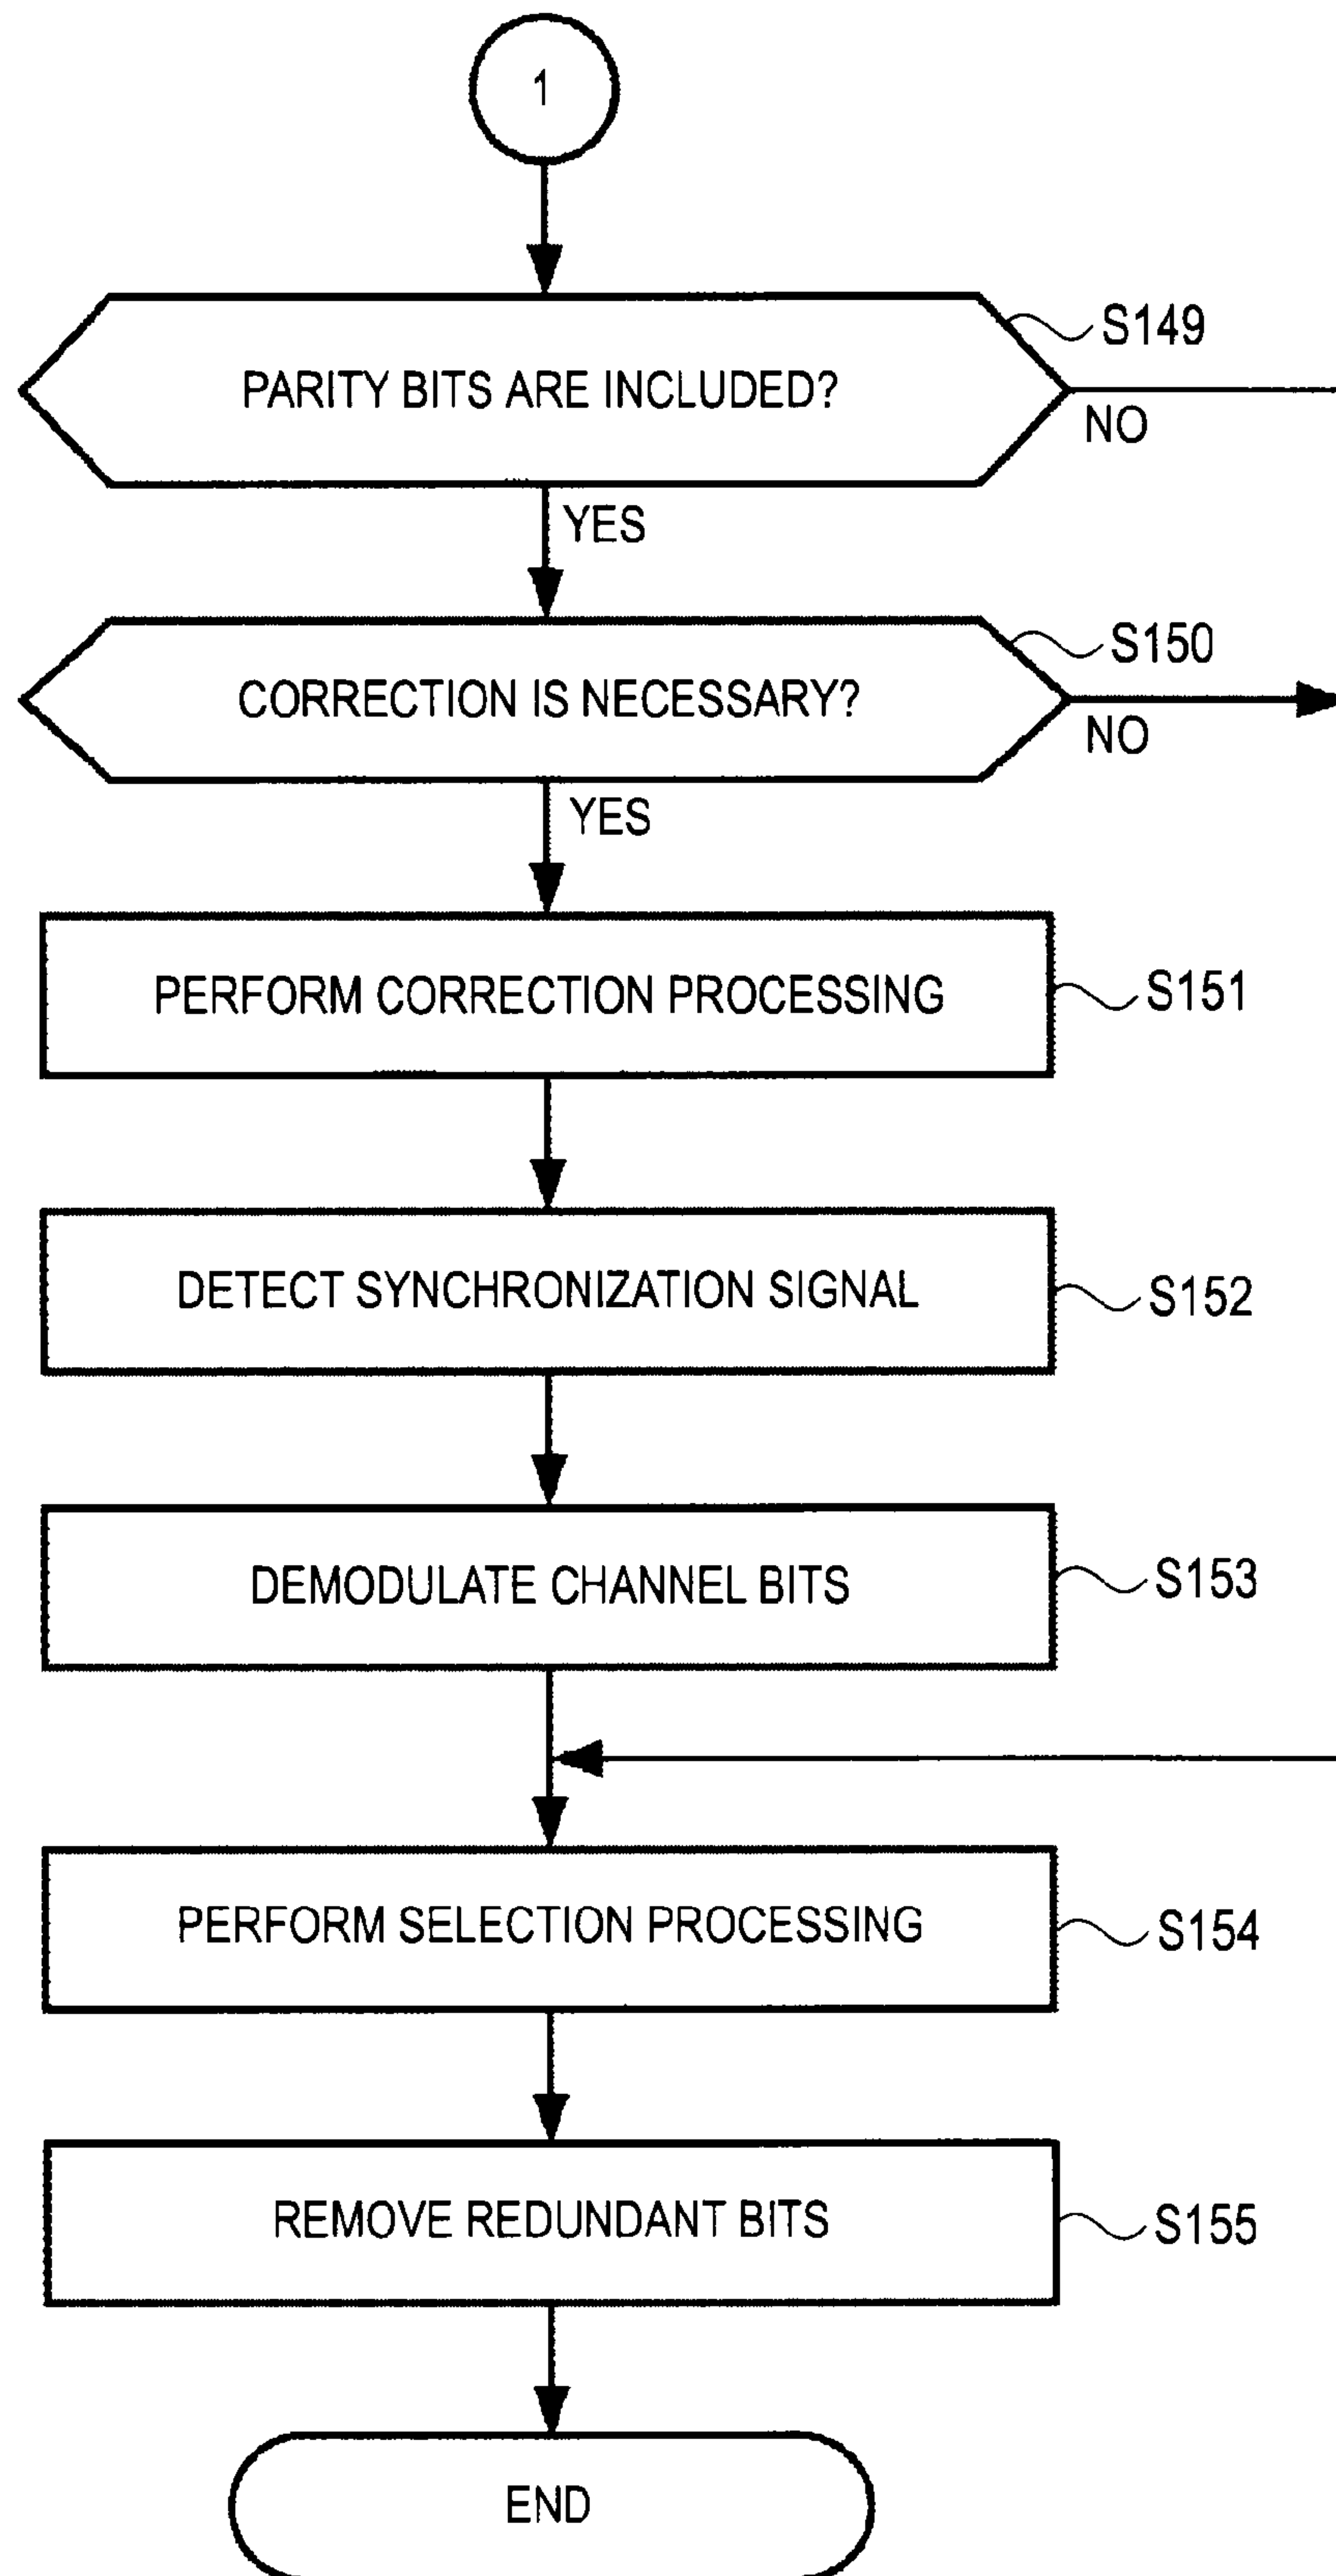 1
S149
PARITY BITS ARE INCLUDED?
NO
YES
S150
CORRECTION IS NECESSARY?
NO
YES
PERFORM CORRECTION PROCESSING
S151
DETECT SYNCHRONIZATION SIGNAL
S152
DEMODULATE CHANNEL BITS
S153
PERFORM SELECTION PROCESSING
S154
REMOVE REDUNDANT BITS
S155
END